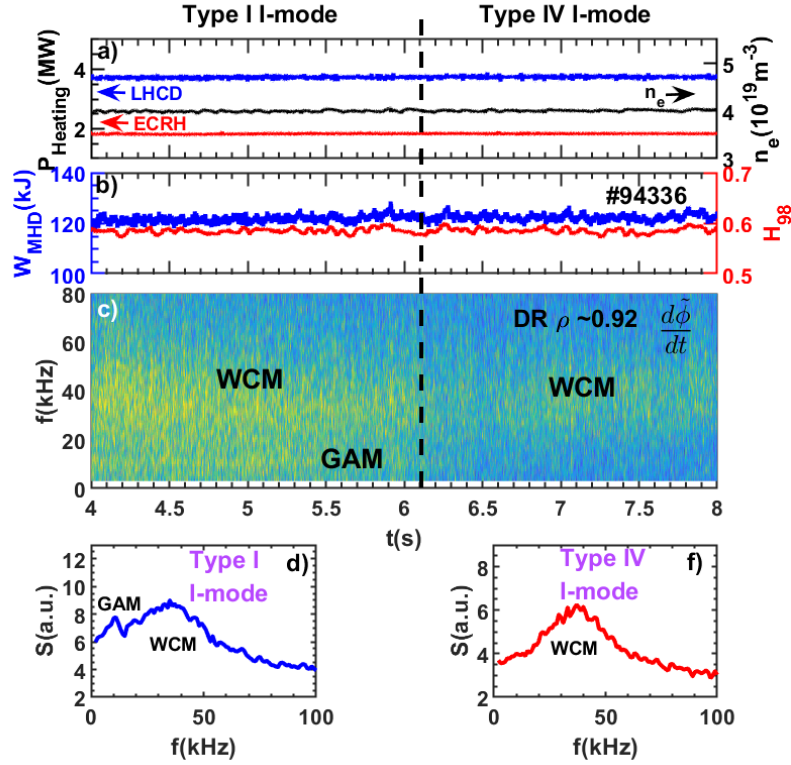 Type I I-mode Type IV I-mode
a)
P_Heating(MW)
4
2
LHCD
ECRH
n_e
5
4
3
n_e(10^19m^-3)
b)
W_MHD(kJ)
140
120
100
#94336
0.7
0.6
0.5
H_98
c)
f(kHz)
80
60
40
20
0
DR ρ ~0.92 dφ̃/dt
WCM WCM
GAM
4 4.5 5 5.5 6 6.5 7 7.5 8
t(s)
d)
Type I
I-mode
S(a.u.)
12
10
8
6
4
2
GAM
WCM
0 50 100
f(kHz)
f)
Type IV
I-mode
S(a.u.)
8
6
4
2
WCM
0 50 100
f(kHz)